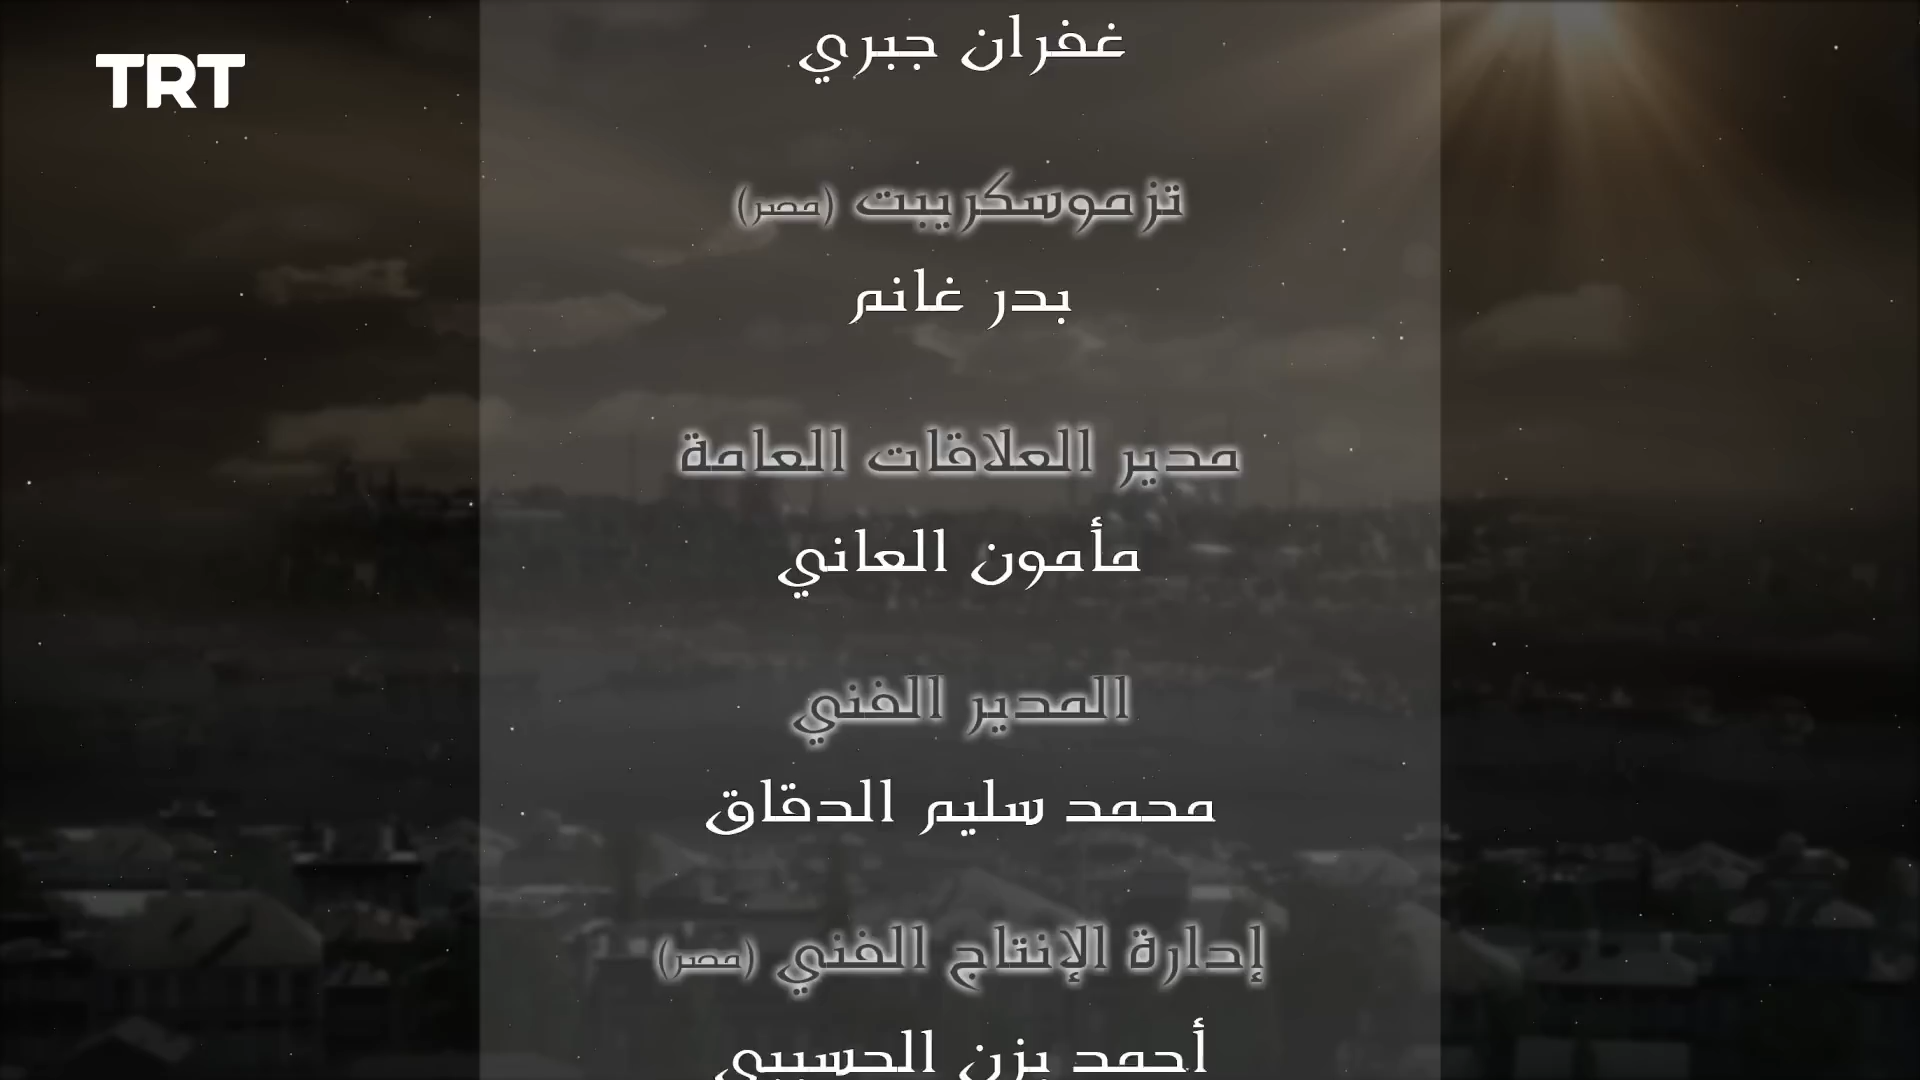 TRT
غفران جبري
تزموسكريبت (مصر)
بدر غانم
مدير العلاقات العامة
مأمون العاني
المدير الفني
محمد سليم الدقاق
إدارة الإنتاج الفني (مصر)
أحمد يزن الحسيبي